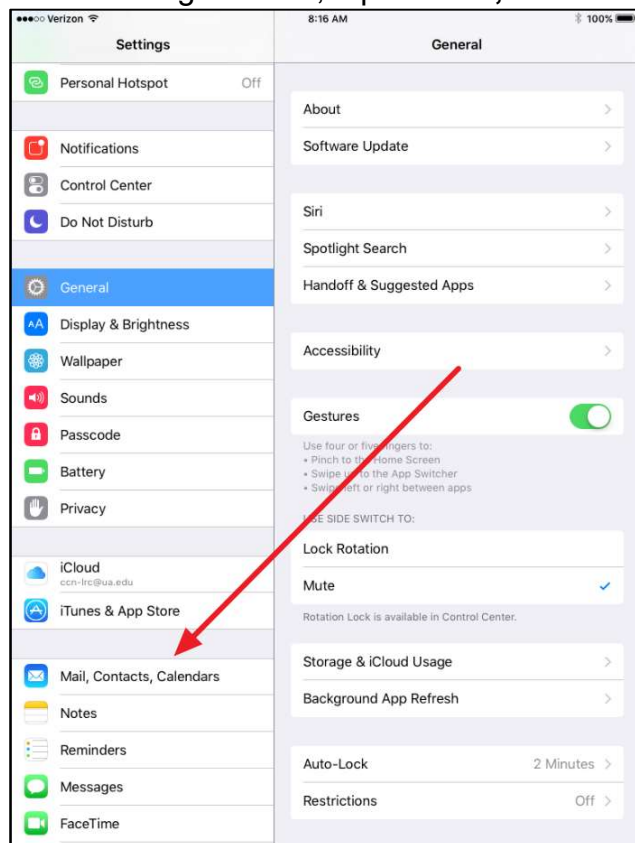 Verizon
8:16 AM
100%
Settings
General
Personal Hotspot Off
Notifications
Control Center
Do Not Disturb
General
AA Display & Brightness
Wallpaper
Sounds
Passcode
Battery
Privacy
iCloud
ccn-lrc@ua.edu
iTunes & App Store
Mail, Contacts, Calendars
Notes
Reminders
Messages
FaceTime
About
Software Update
Siri
Spotlight Search
Handoff & Suggested Apps
Accessibility
Gestures
Use four or five fingers to:
• Pinch to the Home Screen
• Swipe up to the App Switcher
• Swipe left or right between apps
USE SIDE SWITCH TO:
Lock Rotation
Mute
Rotation Lock is available in Control Center.
Storage & iCloud Usage
Background App Refresh
Auto-Lock 2 Minutes
Restrictions Off